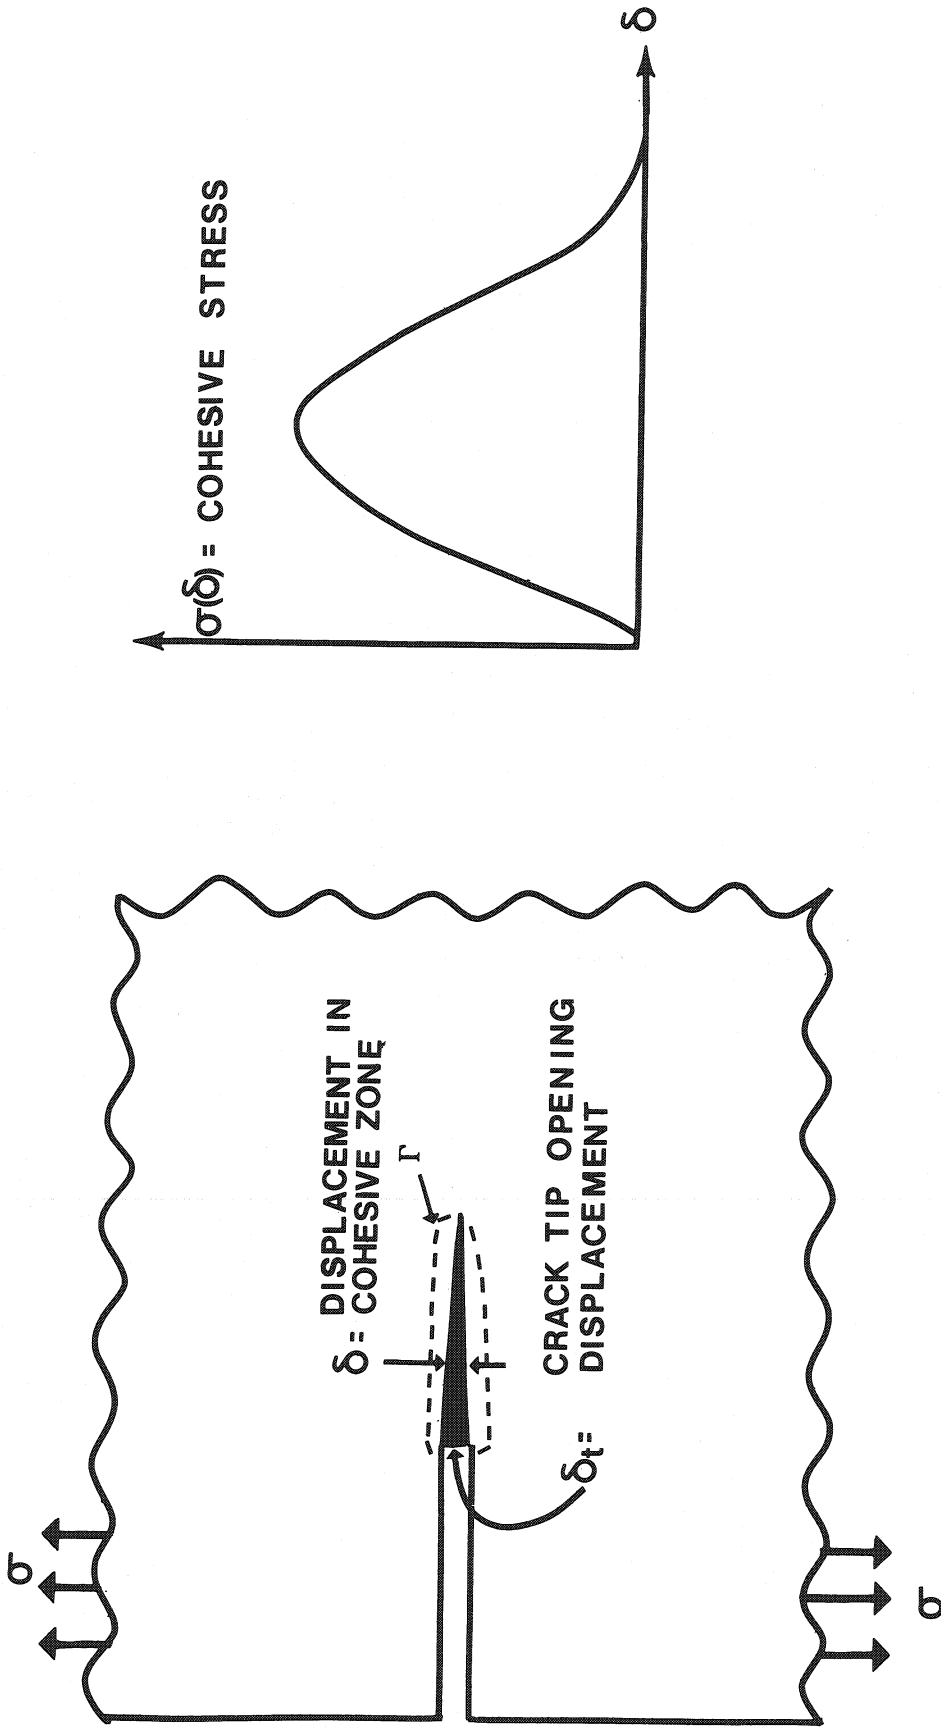 σ
δ = DISPLACEMENT IN
COHESIVE ZONE
Γ
δt = CRACK TIP OPENING
DISPLACEMENT
σ
σ(δ) = COHESIVE STRESS
δ